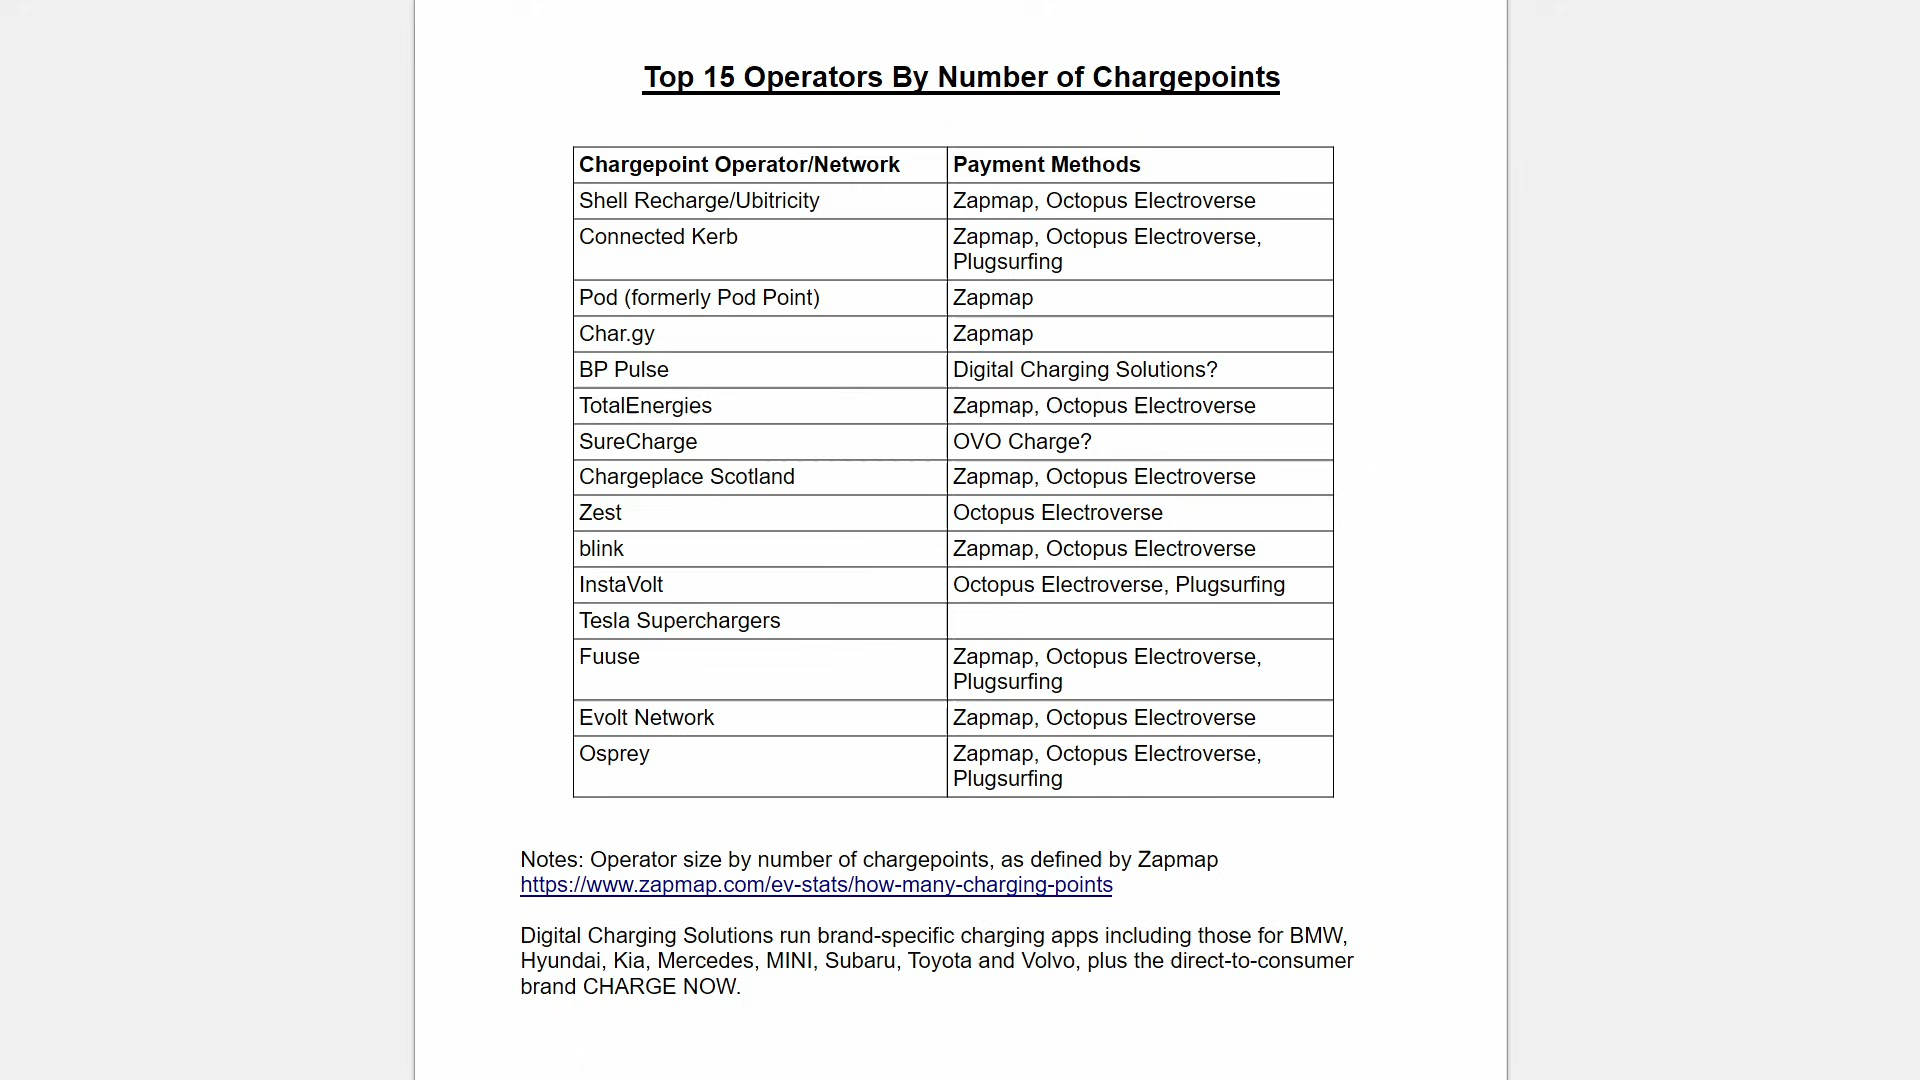 Top 15 Operators By Number of Chargepoints
Chargepoint Operator/Network Payment Methods
Shell Recharge/Ubitricity Zapmap, Octopus Electroverse
Connected Kerb Zapmap, Octopus Electroverse,
Plugsurfing
Pod (formerly Pod Point) Zapmap
Char.gy Zapmap
BP Pulse Digital Charging Solutions?
TotalEnergies Zapmap, Octopus Electroverse
SureCharge OVO Charge?
Chargeplace Scotland Zapmap, Octopus Electroverse
Zest Octopus Electroverse
blink Zapmap, Octopus Electroverse
InstaVolt Octopus Electroverse, Plugsurfing
Tesla Superchargers
Fuuse Zapmap, Octopus Electroverse,
Plugsurfing
Evolt Network Zapmap, Octopus Electroverse
Osprey Zapmap, Octopus Electroverse,
Plugsurfing
Notes: Operator size by number of chargepoints, as defined by Zapmap
https://www.zapmap.com/ev-stats/how-many-charging-points
Digital Charging Solutions run brand-specific charging apps including those for BMW,
Hyundai, Kia, Mercedes, MINI, Subaru, Toyota and Volvo, plus the direct-to-consumer
brand CHARGE NOW.